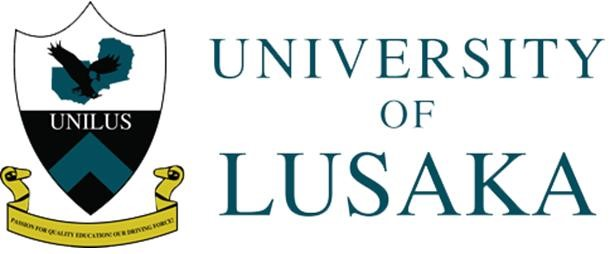 UNILUS
PASSION FOR QUALITY EDUCATION: OUR DRIVING FORCE!
UNIVERSITY
OF
LUSAKA